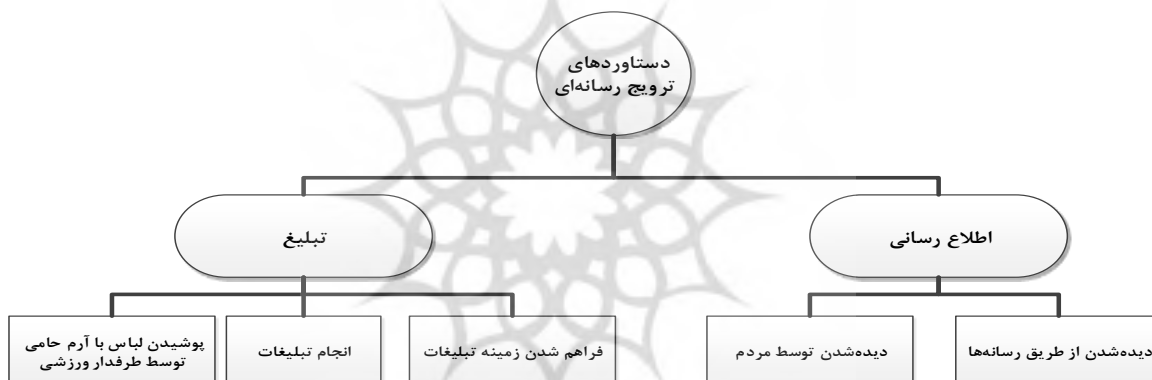 دستاوردهای
ترویج رسانه‌ای
اطلاع رسانی
تبلیغ
دیده‌شدن از طریق رسانه‌ها
دیده‌شدن توسط مردم
فراهم شدن زمینه تبلیغات
انجام تبلیغات
پوشیدن لباس با آرم حامی
توسط طرفدار ورزشی